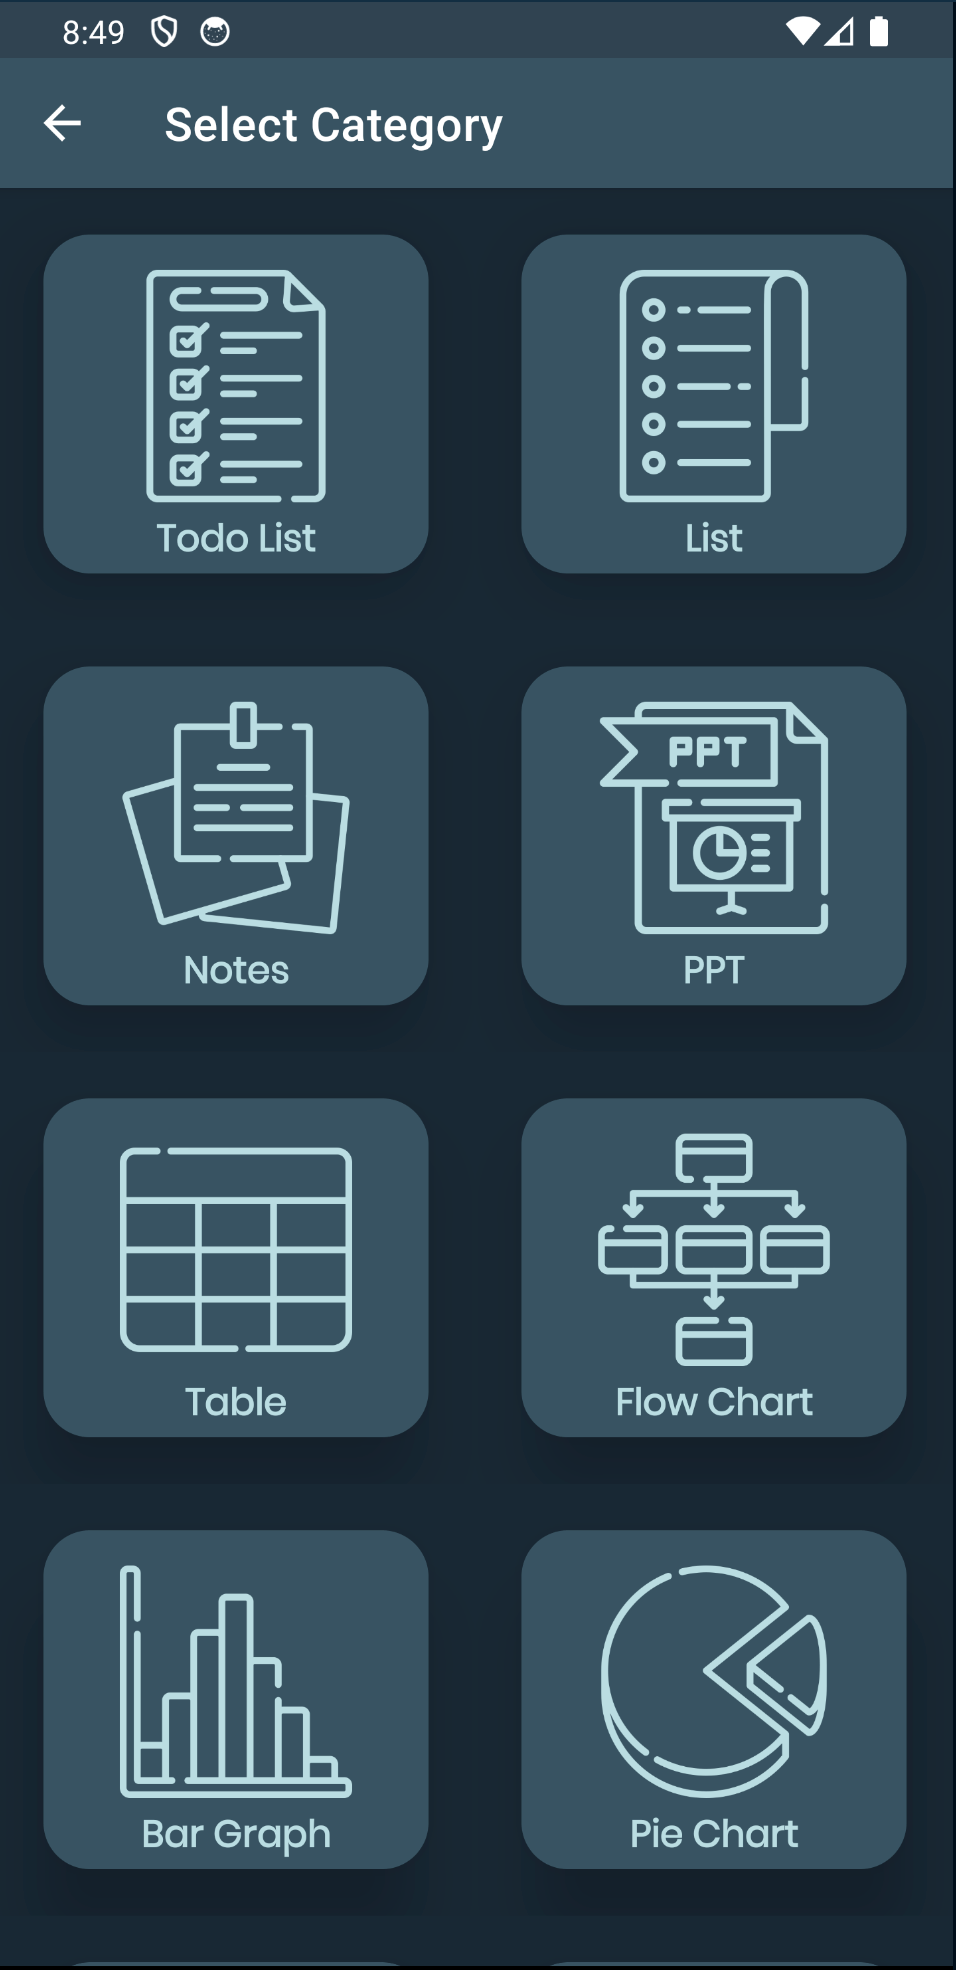 8:49
Select Category
Todo List
List
Notes
PPT
PPT
Table
Flow Chart
Bar Graph
Pie Chart